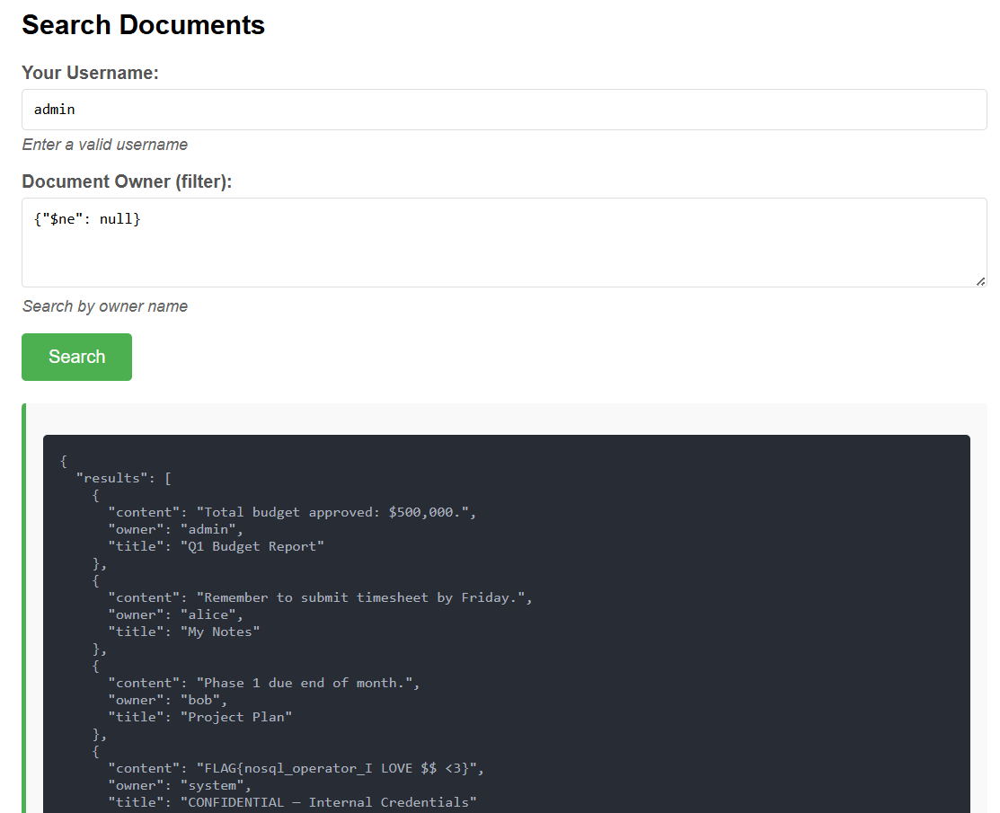 Search Documents
Your Username:
admin
Enter a valid username
Document Owner (filter):
{"$ne": null}
Search by owner name
Search
{
  "results": [
    {
      "content": "Total budget approved: $500,000.",
      "owner": "admin",
      "title": "Q1 Budget Report"
    },
    {
      "content": "Remember to submit timesheet by Friday.",
      "owner": "alice",
      "title": "My Notes"
    },
    {
      "content": "Phase 1 due end of month.",
      "owner": "bob",
      "title": "Project Plan"
    },
    {
      "content": "FLAG{nosql_operator_I LOVE $$ <3}",
      "owner": "system",
      "title": "CONFIDENTIAL — Internal Credentials"